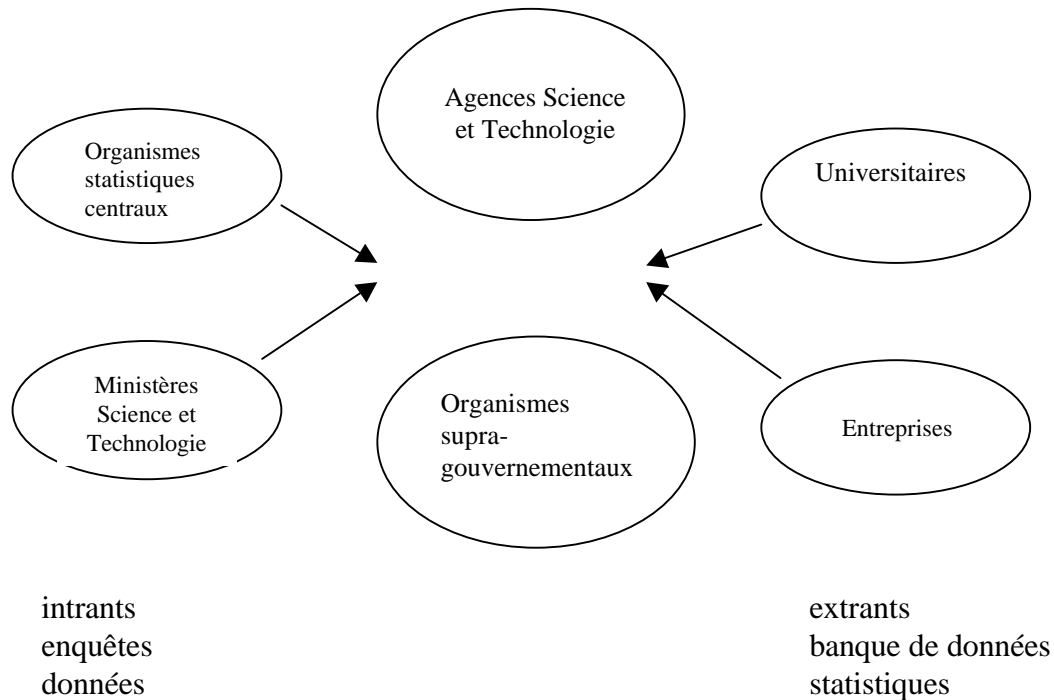 Agences Science
et Technologie
Organismes
statistiques
centraux
Universitaires
Ministères
Science et
Technologie
Organismes
supra-
gouvernementaux
Entreprises
intrants
enquêtes
données
extrants
banque de données
statistiques